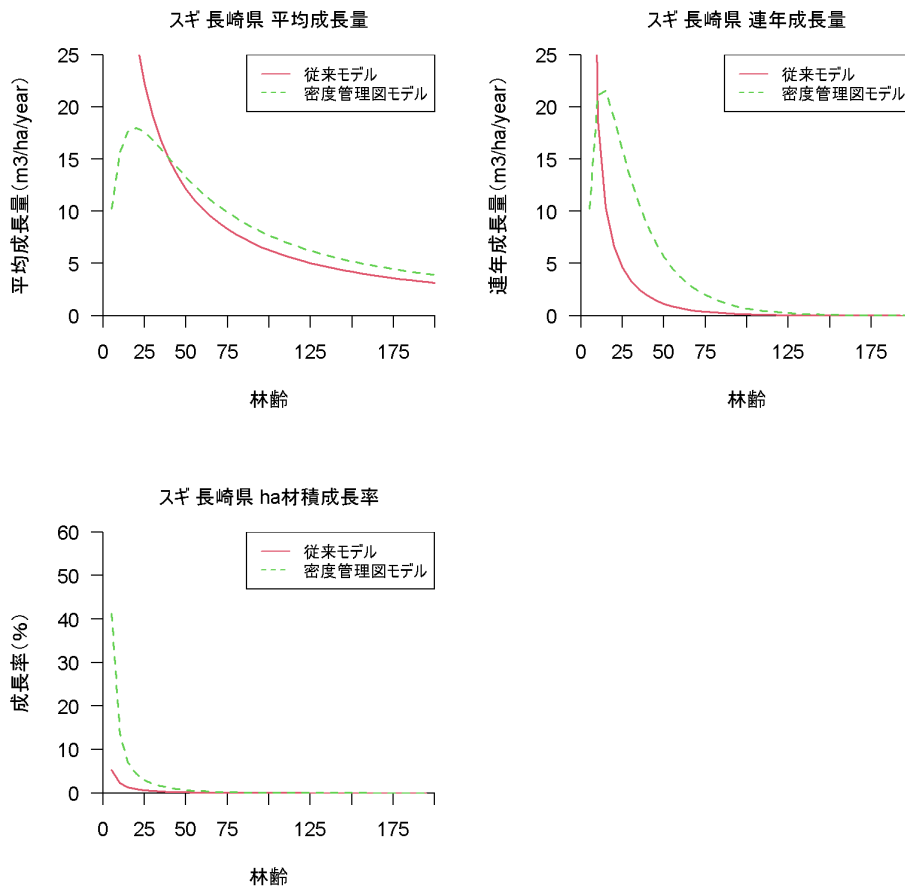 スギ 長崎県 平均成長量
平均成長量(m3/ha/year)
25
20
15
10
5
0
従来モデル
密度管理図モデル
0 25 50 75 125 175
林齢
スギ 長崎県 連年成長量
連年成長量(m3/ha/year)
25
20
15
10
5
0
従来モデル
密度管理図モデル
0 25 50 75 125 175
林齢
スギ 長崎県 ha材積成長率
成長率(%)
60
50
40
30
20
10
0
従来モデル
密度管理図モデル
0 25 50 75 125 175
林齢